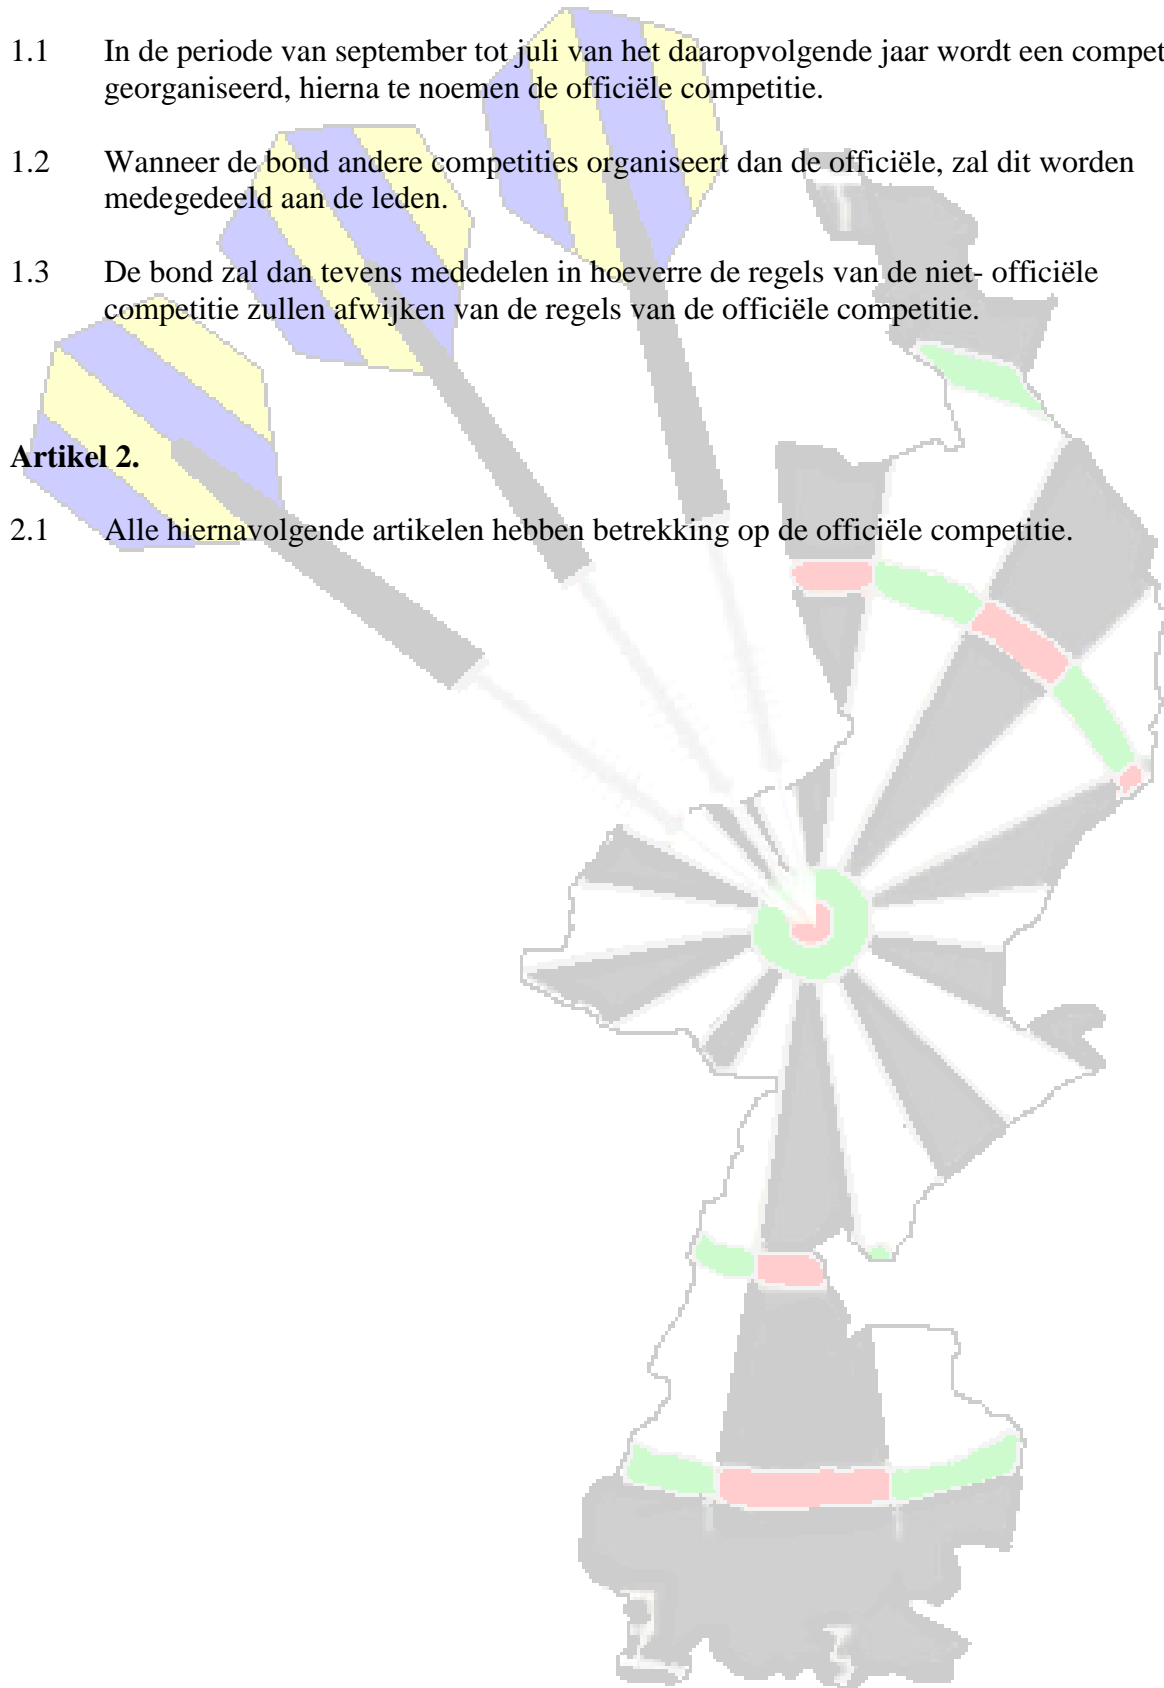 1.1 In de periode van september tot juli van het daaropvolgende jaar wordt een compet
georganiseerd, hierna te noemen de officiële competitie.
1.2 Wanneer de bond andere competities organiseert dan de officiële, zal dit worden
medegedeeld aan de leden.
1.3 De bond zal dan tevens mededelen in hoeverre de regels van de niet- officiële
competitie zullen afwijken van de regels van de officiële competitie.
Artikel 2.
2.1 Alle hiernavolgende artikelen hebben betrekking op de officiële competitie.
3